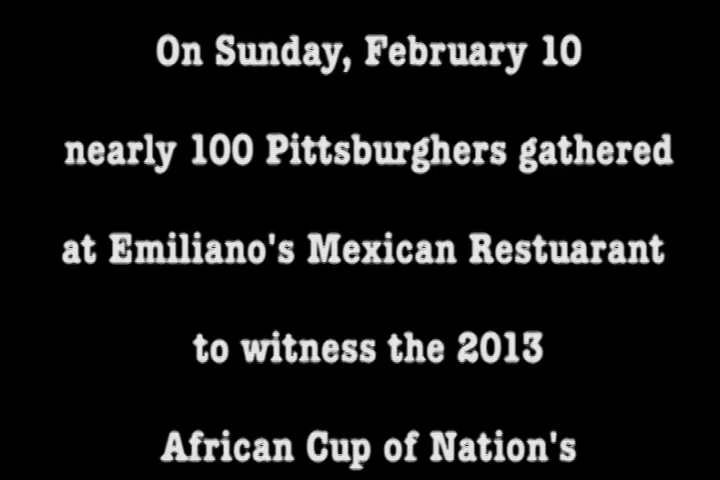 On Sunday, February 10
nearly 100 Pittsburghers gathered
at Emiliano's Mexican Restuarant
to witness the 2013
African Cup of Nation's